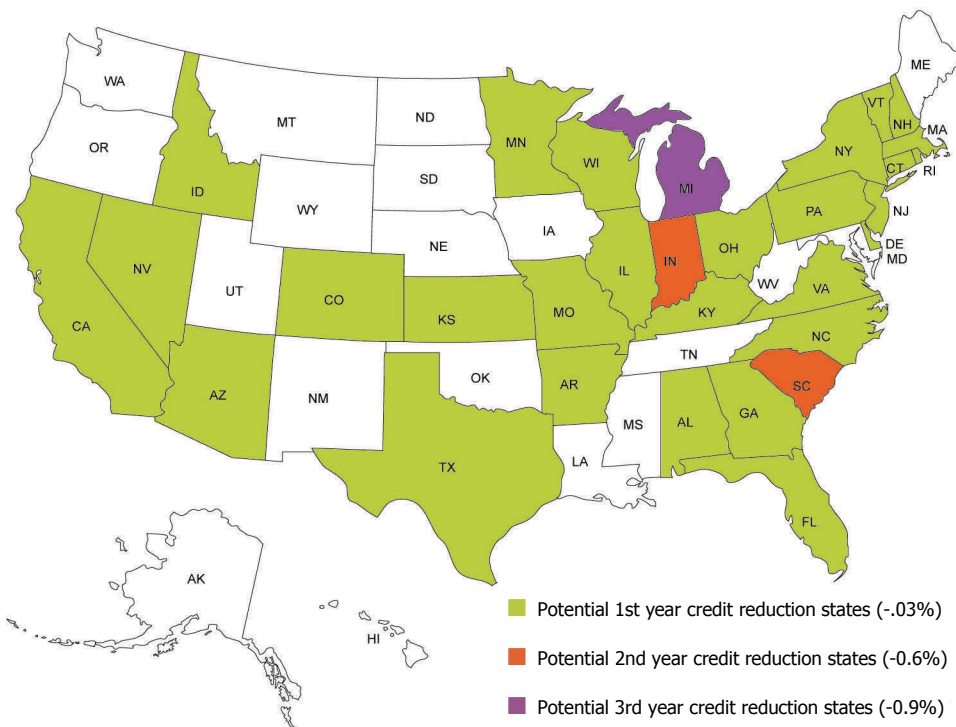 WA
ME
MT
ND
VT
NH
MA
OR
MN
ID
SD
WI
NY
CT
RI
WY
MI
IA
PA
NJ
NE
NV
OH
DE
MD
UT
IL
IN
CO
WV
VA
CA
KS
MO
KY
NC
TN
AZ
OK
AR
NM
SC
MS
AL
GA
TX
LA
FL
AK
HI
Potential 1st year credit reduction states (-.03%)
Potential 2nd year credit reduction states (-0.6%)
Potential 3rd year credit reduction states (-0.9%)